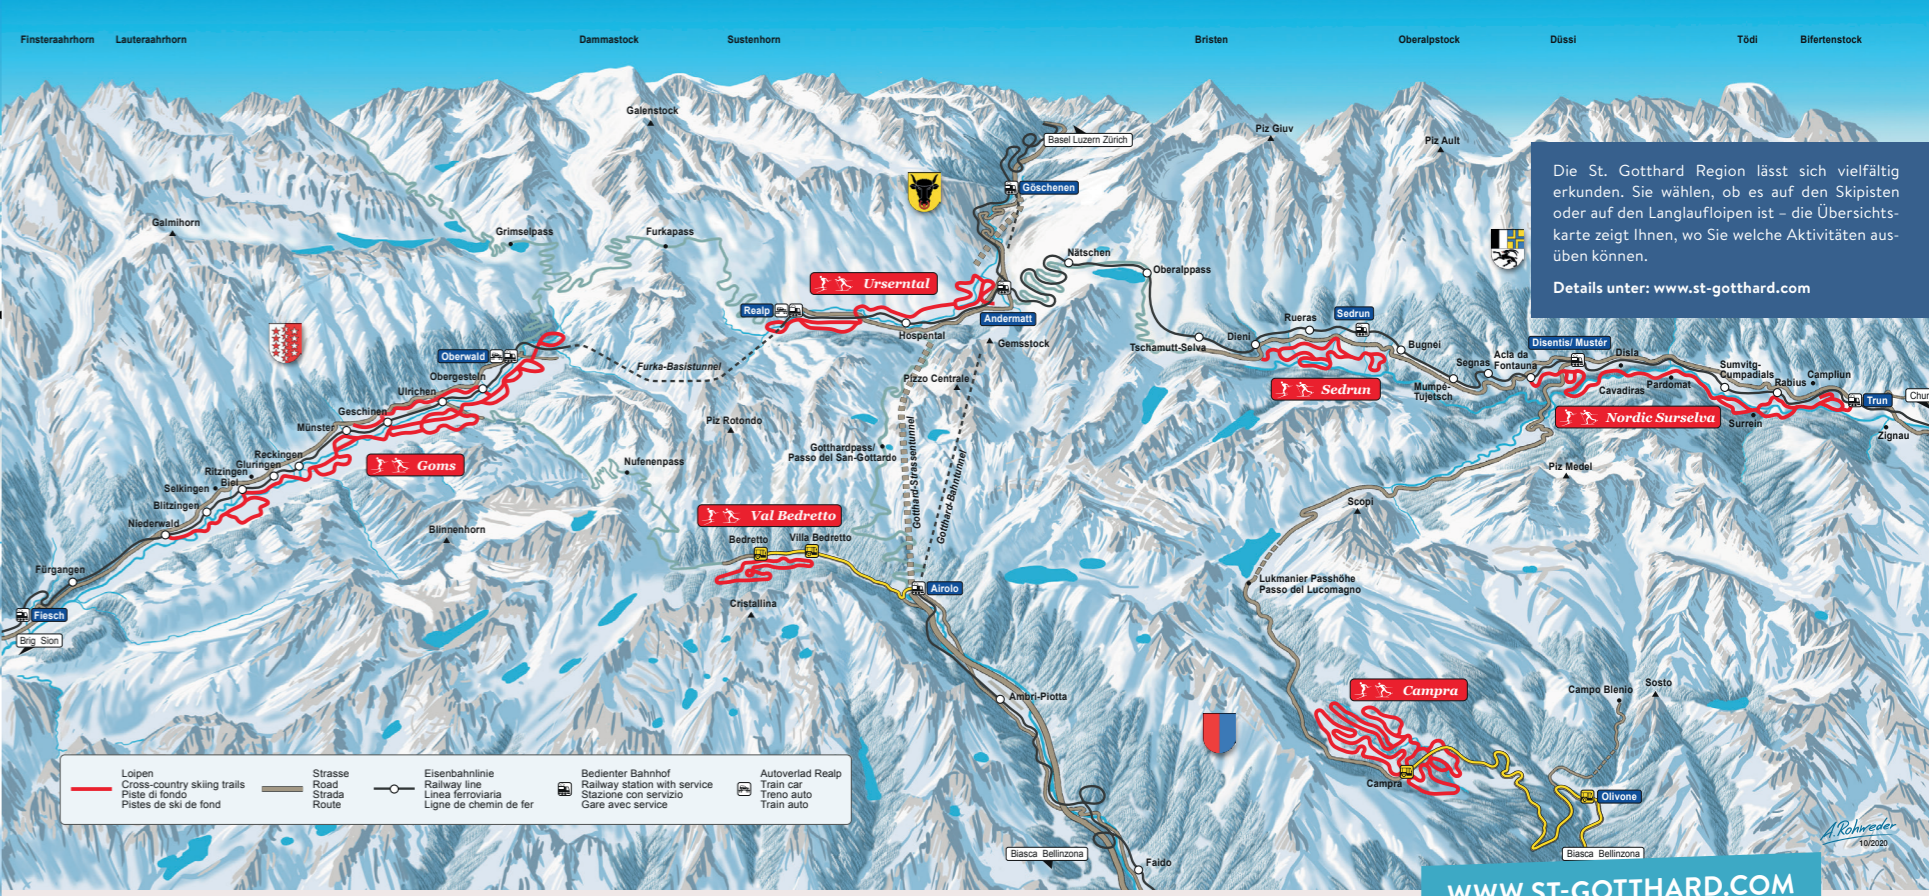 Finsteraahrhorn
Lauteraahrhorn
Dammastock
Sustenhorn
Bristen
Oberalpstock
Düssi
Tödi
Bifertenstock
Galenstock
Basel Luzern Zürich
Piz Giuv
Piz Ault
Die St. Gotthard Region lässt sich vielfältig
erkunden. Sie wählen, ob es auf den Skipisten
oder auf den Langlaufloipen ist – die Übersichts-
karte zeigt Ihnen, wo Sie welche Aktivitäten aus-
üben können.
Details unter: www.st-gotthard.com
Göschenen
Galmihorn
Grimselpass
Furkapass
Nätschen
Oberalppass
Urserntal
Realp
Andermatt
Hospental
Gemsstock
Rueras
Sedrun
Dieni
Tschamutt-Selva
Bugnei
Disentis/ Mustér
Disla
Segnas
Acla da
Fontauna
Sumvitg-
Cumpadials
Campliun
Rabius
Oberwald
Obergesteln
Ulrichen
Furka-Basistunnel
Pizzo Centrale
Sedrun
Mumpé-
Tujetsch
Cavadiras
Pardomat
Trun
Chur
Geschinen
Münster
Piz Rotondo
Nordic Surselva
Surrein
Zignau
Reckingen
Gluringen
Ritzingen
Biel
Selkingen
Blitzingen
Niederwald
Goms
Nufenenpass
Gotthardpass/
Passo del San-Gottardo
Gotthard-Strassentunnel
Gotthard-Bahntunnel
Piz Medel
Scopi
Blinnenhorn
Val Bedretto
Bedretto
Villa Bedretto
Fürgangen
Fiesch
Brig Sion
Cristallina
Airolo
Lukmanier Passhöhe
Passo del Lucomagno
Ambri-Piotta
Campra
Campo Blenio
Sosto
Campra
Olivone
Loipen
Cross-country skiing trails
Piste di fondo
Pistes de ski de fond
Strasse
Road
Strada
Route
Eisenbahnlinie
Railway line
Linea ferroviaria
Ligne de chemin de fer
Bedienter Bahnhof
Railway station with service
Stazione con servizio
Gare avec service
Autoverlad Realp
Train car
Treno auto
Train auto
Biasca Bellinzona
Faido
Biasca Bellinzona
A.Rohweder
10/2020
WWW.ST-GOTTHARD.COM